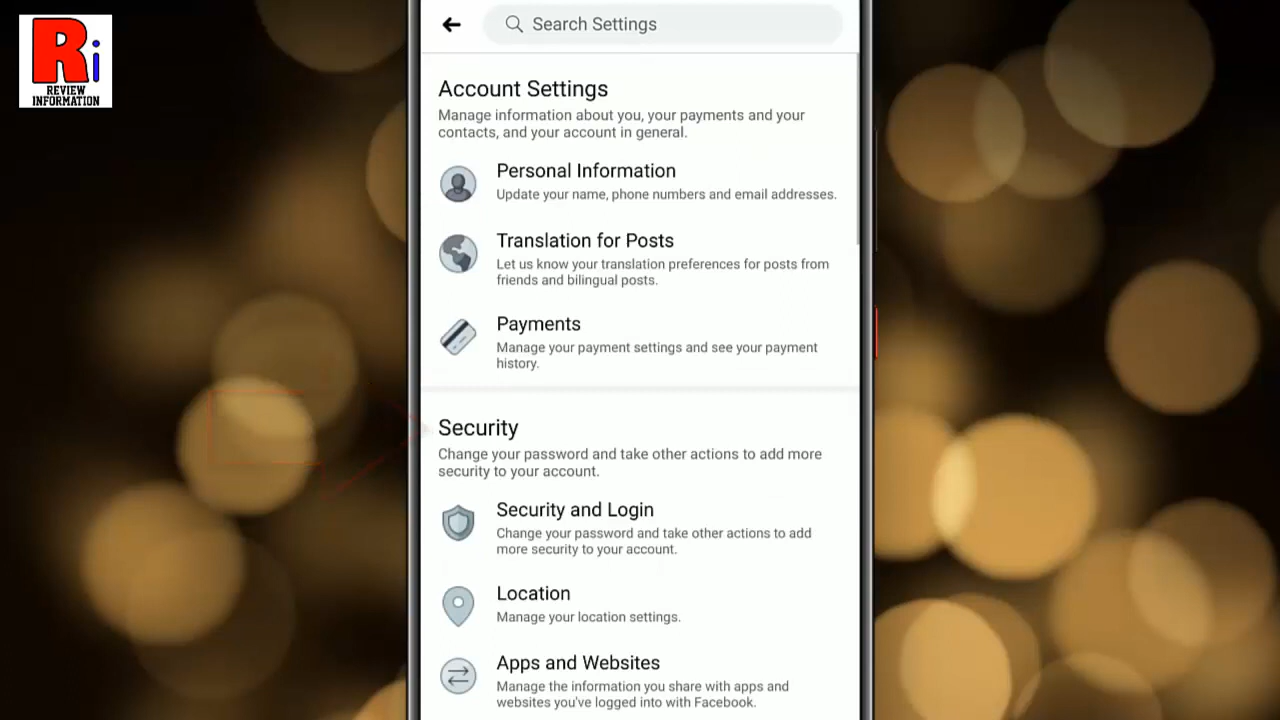 Ri
REVIEW
INFORMATION
Search Settings
Account Settings
Manage information about you, your payments and your
contacts, and your account in general.
Personal Information
Update your name, phone numbers and email addresses.
Translation for Posts
Let us know your translation preferences for posts from
friends and bilingual posts.
Payments
Manage your payment settings and see your payment
history.
Security
Change your password and take other actions to add more
security to your account.
Security and Login
Change your password and take other actions to add
more security to your account.
Location
Manage your location settings.
Apps and Websites
Manage the information you share with apps and
websites you've logged into with Facebook.